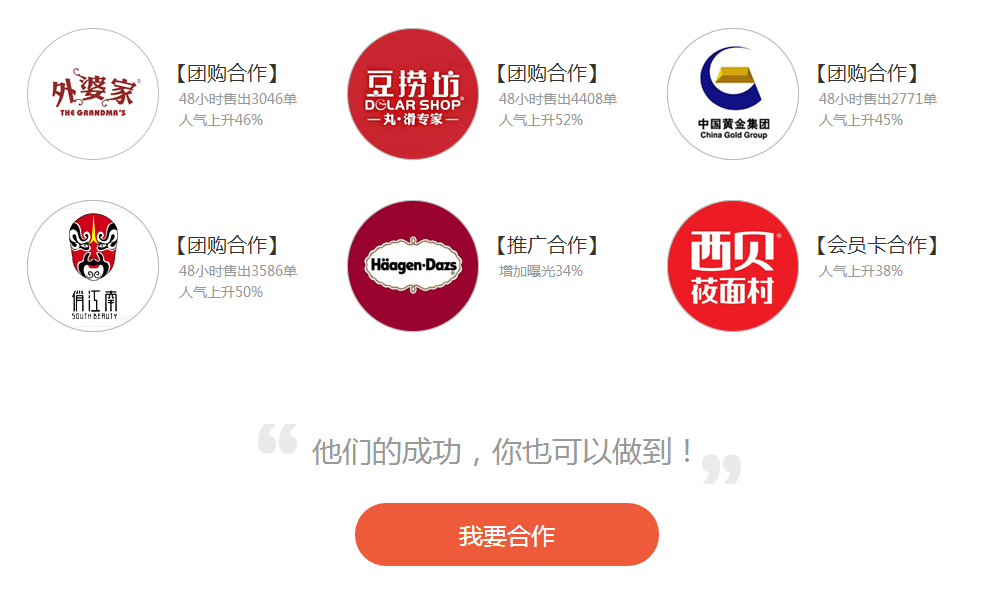 外婆家
THE GRANDMA'S
【团购合作】
48小时售出3046单
人气上升46%
豆捞坊
DOLAR SHOP
丸·滑专家
【团购合作】
48小时售出4408单
人气上升52%
中国黄金集团
China Gold Group
【团购合作】
48小时售出2771单
人气上升45%
俏江南
SOUTH BEAUTY
【团购合作】
48小时售出3586单
人气上升50%
Häagen-Dazs
【推广合作】
增加曝光34%
西贝
莜面村
【会员卡合作】
人气上升38%
“他们的成功，你也可以做到！”
我要合作